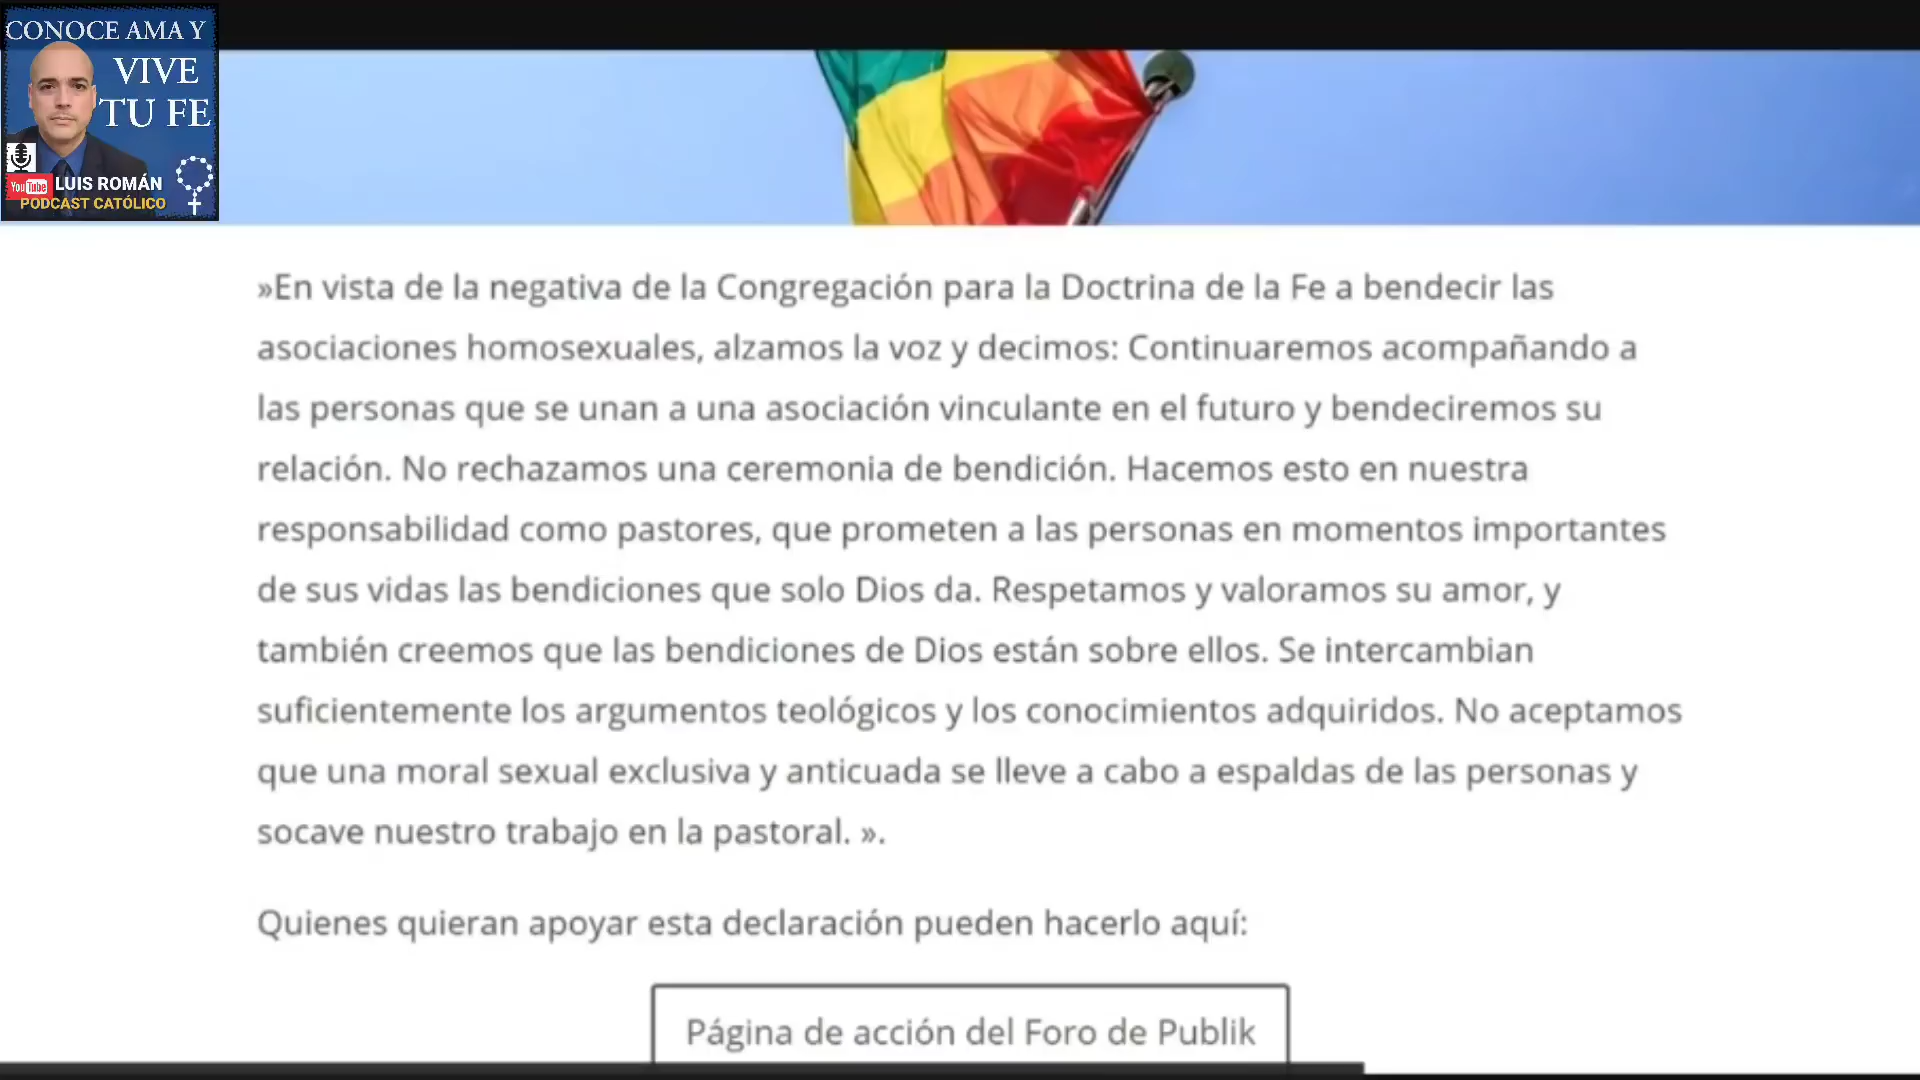 CONOCE AMA Y
VIVE
TU FE
YouTube LUIS ROMÁN
PODCAST CATÓLICO
»En vista de la negativa de la Congregación para la Doctrina de la Fe a bendecir las
asociaciones homosexuales, alzamos la voz y decimos: Continuaremos acompañando a
las personas que se unan a una asociación vinculante en el futuro y bendeciremos su
relación. No rechazamos una ceremonia de bendición. Hacemos esto en nuestra
responsabilidad como pastores, que prometen a las personas en momentos importantes
de sus vidas las bendiciones que solo Dios da. Respetamos y valoramos su amor, y
también creemos que las bendiciones de Dios están sobre ellos. Se intercambian
suficientemente los argumentos teológicos y los conocimientos adquiridos. No aceptamos
que una moral sexual exclusiva y anticuada se lleve a cabo a espaldas de las personas y
socave nuestro trabajo en la pastoral. ».
Quienes quieran apoyar esta declaración pueden hacerlo aquí:
Página de acción del Foro de Publik